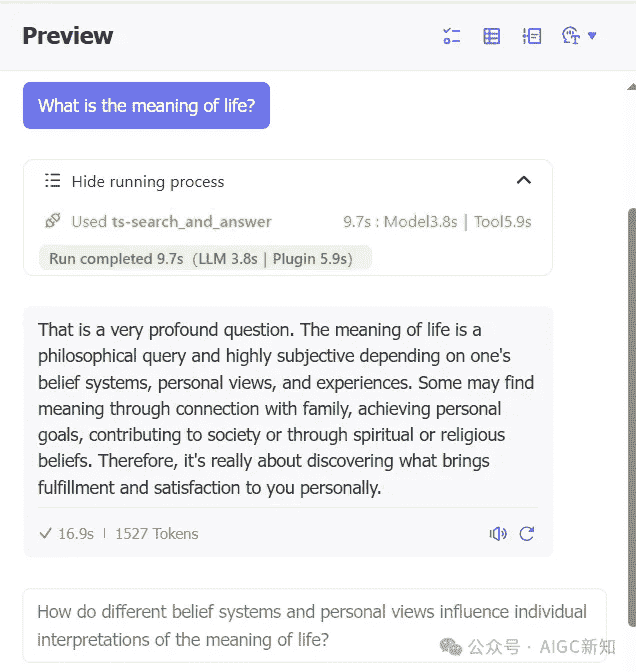 Preview
What is the meaning of life?
Hide running process
Used ts-search_and_answer 9.7s : Model3.8s | Tool5.9s
Run completed 9.7s（LLM 3.8s | Plugin 5.9s）
That is a very profound question. The meaning of life is a
philosophical query and highly subjective depending on one's
belief systems, personal views, and experiences. Some may find
meaning through connection with family, achieving personal
goals, contributing to society or through spiritual or religious
beliefs. Therefore, it's really about discovering what brings
fulfillment and satisfaction to you personally.
16.9s | 1527 Tokens
How do different belief systems and personal views influence individual
interpretations of the meaning of life?
公众号 · AIGC新知